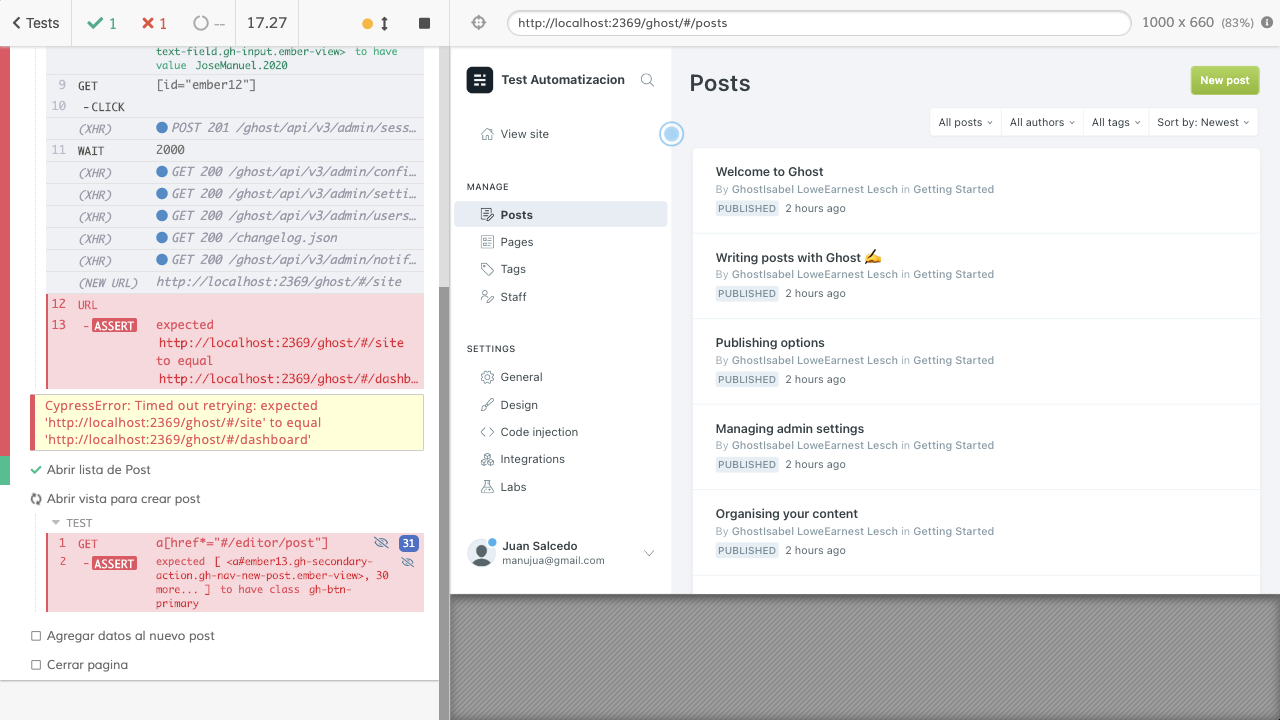 Tests
1
1
--
17.27
text-field.gh-input.ember-view> to have
value JoseManuel.2020
9 GET [id="ember12"]
10 -CLICK
(XHR) POST 201 /ghost/api/v3/admin/sess…
11 WAIT 2000
(XHR) GET 200 /ghost/api/v3/admin/confi…
(XHR) GET 200 /ghost/api/v3/admin/setti…
(XHR) GET 200 /ghost/api/v3/admin/users…
(XHR) GET 200 /changelog.json
(XHR) GET 200 /ghost/api/v3/admin/notif…
(NEW URL) http://localhost:2369/ghost/#/site
12 URL
13 -ASSERT expected
http://localhost:2369/ghost/#/site
to equal
http://localhost:2369/ghost/#/dashb…
CypressError: Timed out retrying: expected
'http://localhost:2369/ghost/#/site' to equal
'http://localhost:2369/ghost/#/dashboard'
Abrir lista de Post
Abrir vista para crear post
TEST
1 GET a[href*="#/editor/post"] 31
2 -ASSERT expected [ <a#ember13.gh-secondary-
action.gh-nav-new-post.ember-view>, 30
more... ] to have class gh-btn-
primary
Agregar datos al nuevo post
Cerrar pagina
http://localhost:2369/ghost/#/posts
1000 x 660 (83%)
Test Automatizacion
View site
MANAGE
Posts
Pages
Tags
Staff
SETTINGS
General
Design
Code injection
Integrations
Labs
Juan Salcedo
manujua@gmail.com
Posts
New post
All posts
All authors
All tags
Sort by: Newest
Welcome to Ghost
By GhostIsabel LoweEarnest Lesch in Getting Started
PUBLISHED 2 hours ago
Writing posts with Ghost ✍️
By GhostIsabel LoweEarnest Lesch in Getting Started
PUBLISHED 2 hours ago
Publishing options
By GhostIsabel LoweEarnest Lesch in Getting Started
PUBLISHED 2 hours ago
Managing admin settings
By GhostIsabel LoweEarnest Lesch in Getting Started
PUBLISHED 2 hours ago
Organising your content
By GhostIsabel LoweEarnest Lesch in Getting Started
PUBLISHED 2 hours ago